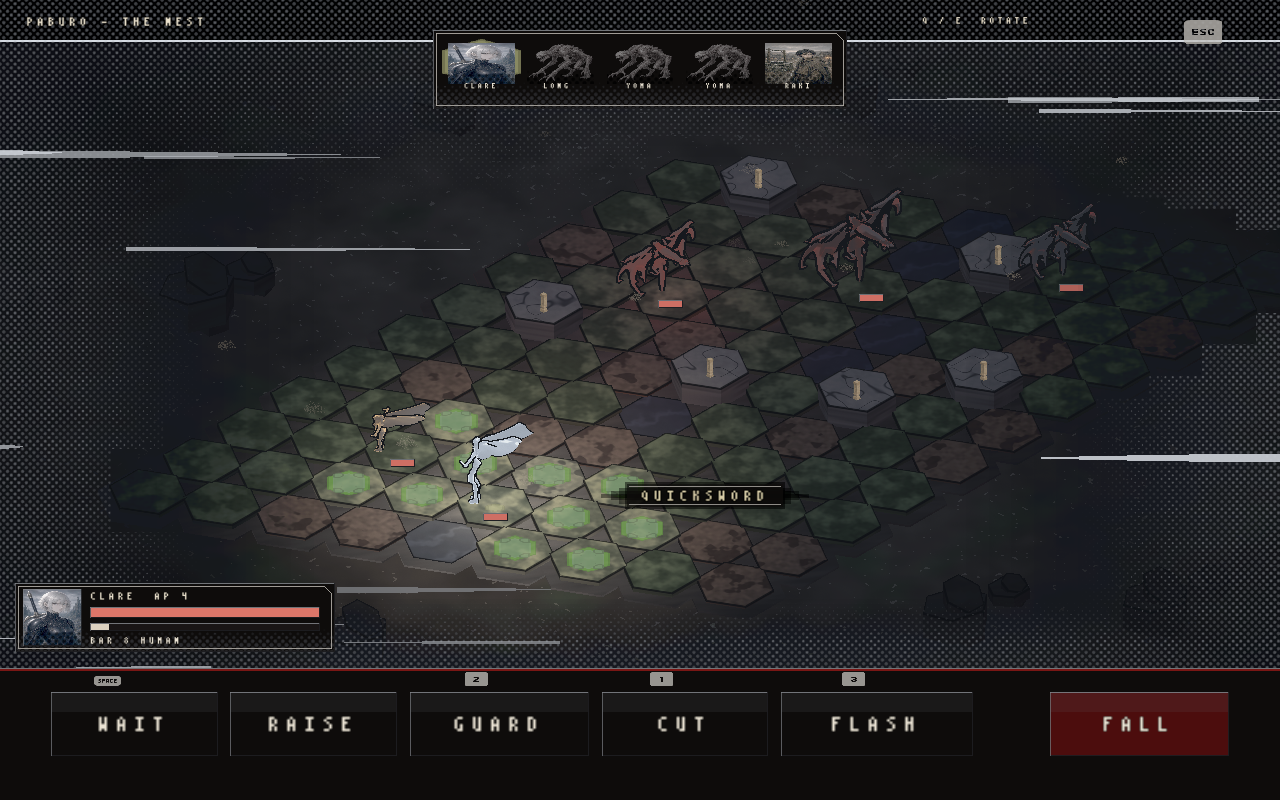 PABURO - THE NEST
Q / E ROTATE
ESC
CLARE
LONG
YOMA
YOMA
RAKI
QUICKSWORD
CLARE AP 4
BAR 8 HUMAN
SPACE
2
1
3
WAIT
RAISE
GUARD
CUT
FLASH
FALL